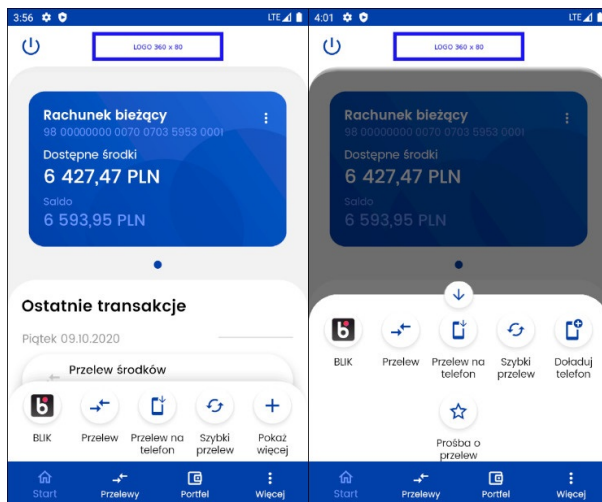 3:56
LTE
LOGO 360 x 80
Rachunek bieżący
98 00000000 0070 0703 5953 0001
Dostępne środki
6 427,47 PLN
Saldo
6 593,95 PLN
Ostatnie transakcje
Piątek 09.10.2020
Przelew środków
BLIK
Przelew
Przelew na
telefon
Szybki
przelew
Pokaż
więcej
Start
Przelewy
Portfel
Więcej
4:01
LTE
LOGO 360 x 80
Rachunek bieżący
98 00000000 0070 0703 5953 0001
Dostępne środki
6 427,47 PLN
Saldo
6 593,95 PLN
BLIK
Przelew
Przelew na
telefon
Szybki
przelew
Doładuj
telefon
Prośba o
przelew
Start
Przelewy
Portfel
Więcej